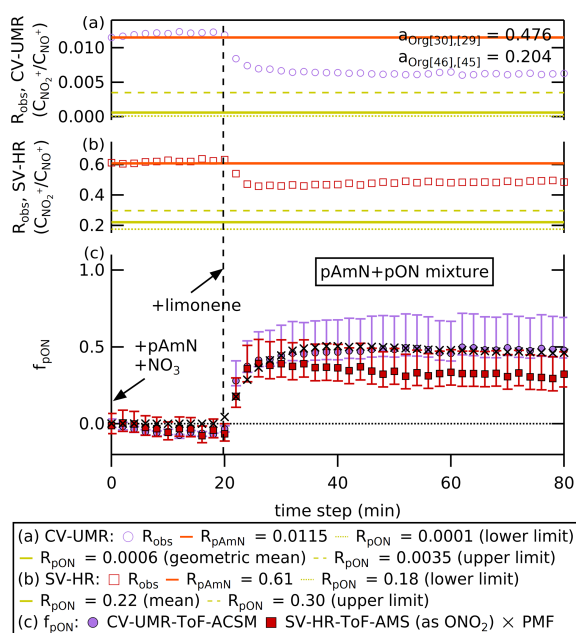 (a)
R_obs, CV-UMR
(C_NO2⁺/C_NO⁺)
0.010
0.005
0.000
a_Org[30],[29] = 0.476
a_Org[46],[45] = 0.204
(b)
R_obs, SV-HR
(C_NO2⁺/C_NO⁺)
0.6
0.4
0.2
(c)
f_pON
1.0
0.5
0.0
pAmN+pON mixture
+limonene
+pAmN
+NO₃
0 20 40 60 80
time step (min)
(a) CV-UMR: R_obs R_pAmN = 0.0115 R_pON = 0.0001 (lower limit)
R_pON = 0.0006 (geometric mean) R_pON = 0.0035 (upper limit)
(b) SV-HR: R_obs R_pAmN = 0.61 R_pON = 0.18 (lower limit)
R_pON = 0.22 (mean) R_pON = 0.30 (upper limit)
(c) f_pON: CV-UMR-ToF-ACSM SV-HR-ToF-AMS (as ONO₂) PMF